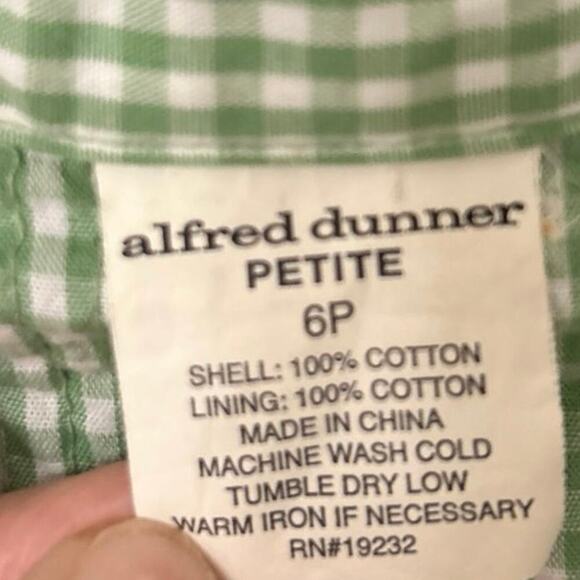 alfred dunner
PETITE
6P
SHELL: 100% COTTON
LINING: 100% COTTON
MADE IN CHINA
MACHINE WASH COLD
TUMBLE DRY LOW
WARM IRON IF NECESSARY
RN#19232